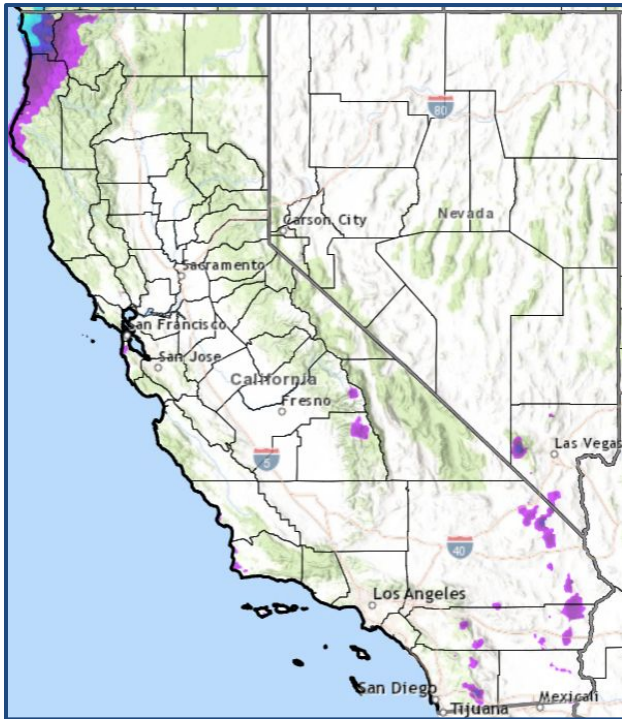 80
Carson City
Nevada
Sacramento
San Francisco
San Jose
California
Fresno
Las Vegas
5
40
Los Angeles
San Diego
Tijuana
Mexicali